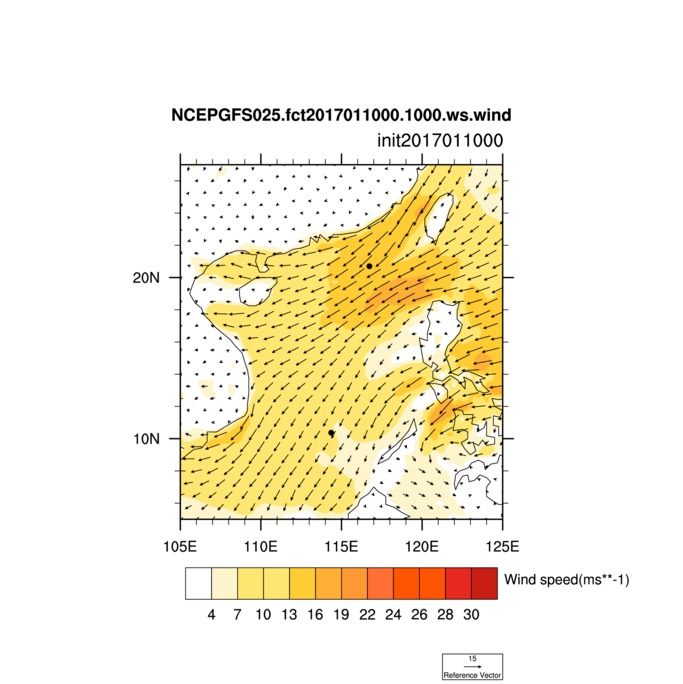 NCEPGFS025.fct2017011000.1000.ws.wind
init2017011000
20N
10N
105E 110E 115E 120E 125E
Wind speed(ms**-1)
4 7 10 13 16 19 22 24 26 28 30
15
Reference Vector